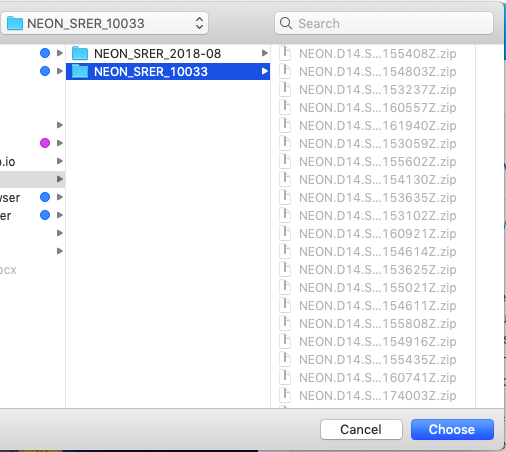 NEON_SRER_10033
Search
NEON_SRER_2018-08
NEON_SRER_10033
o.io
wser
er
ocx
NEON.D14.S...155408Z.zip
NEON.D14.S...154803Z.zip
NEON.D14.S...153237Z.zip
NEON.D14.S...160557Z.zip
NEON.D14.S...161940Z.zip
NEON.D14.S...153059Z.zip
NEON.D14.S...155602Z.zip
NEON.D14.S...154130Z.zip
NEON.D14.S...153635Z.zip
NEON.D14.S...153102Z.zip
NEON.D14.S...160921Z.zip
NEON.D14.S...154614Z.zip
NEON.D14.S...153625Z.zip
NEON.D14.S...155021Z.zip
NEON.D14.S...154611Z.zip
NEON.D14.S...155808Z.zip
NEON.D14.S...154916Z.zip
NEON.D14.S...155435Z.zip
NEON.D14.S...160741Z.zip
NEON.D14.S...174003Z.zip
Cancel
Choose